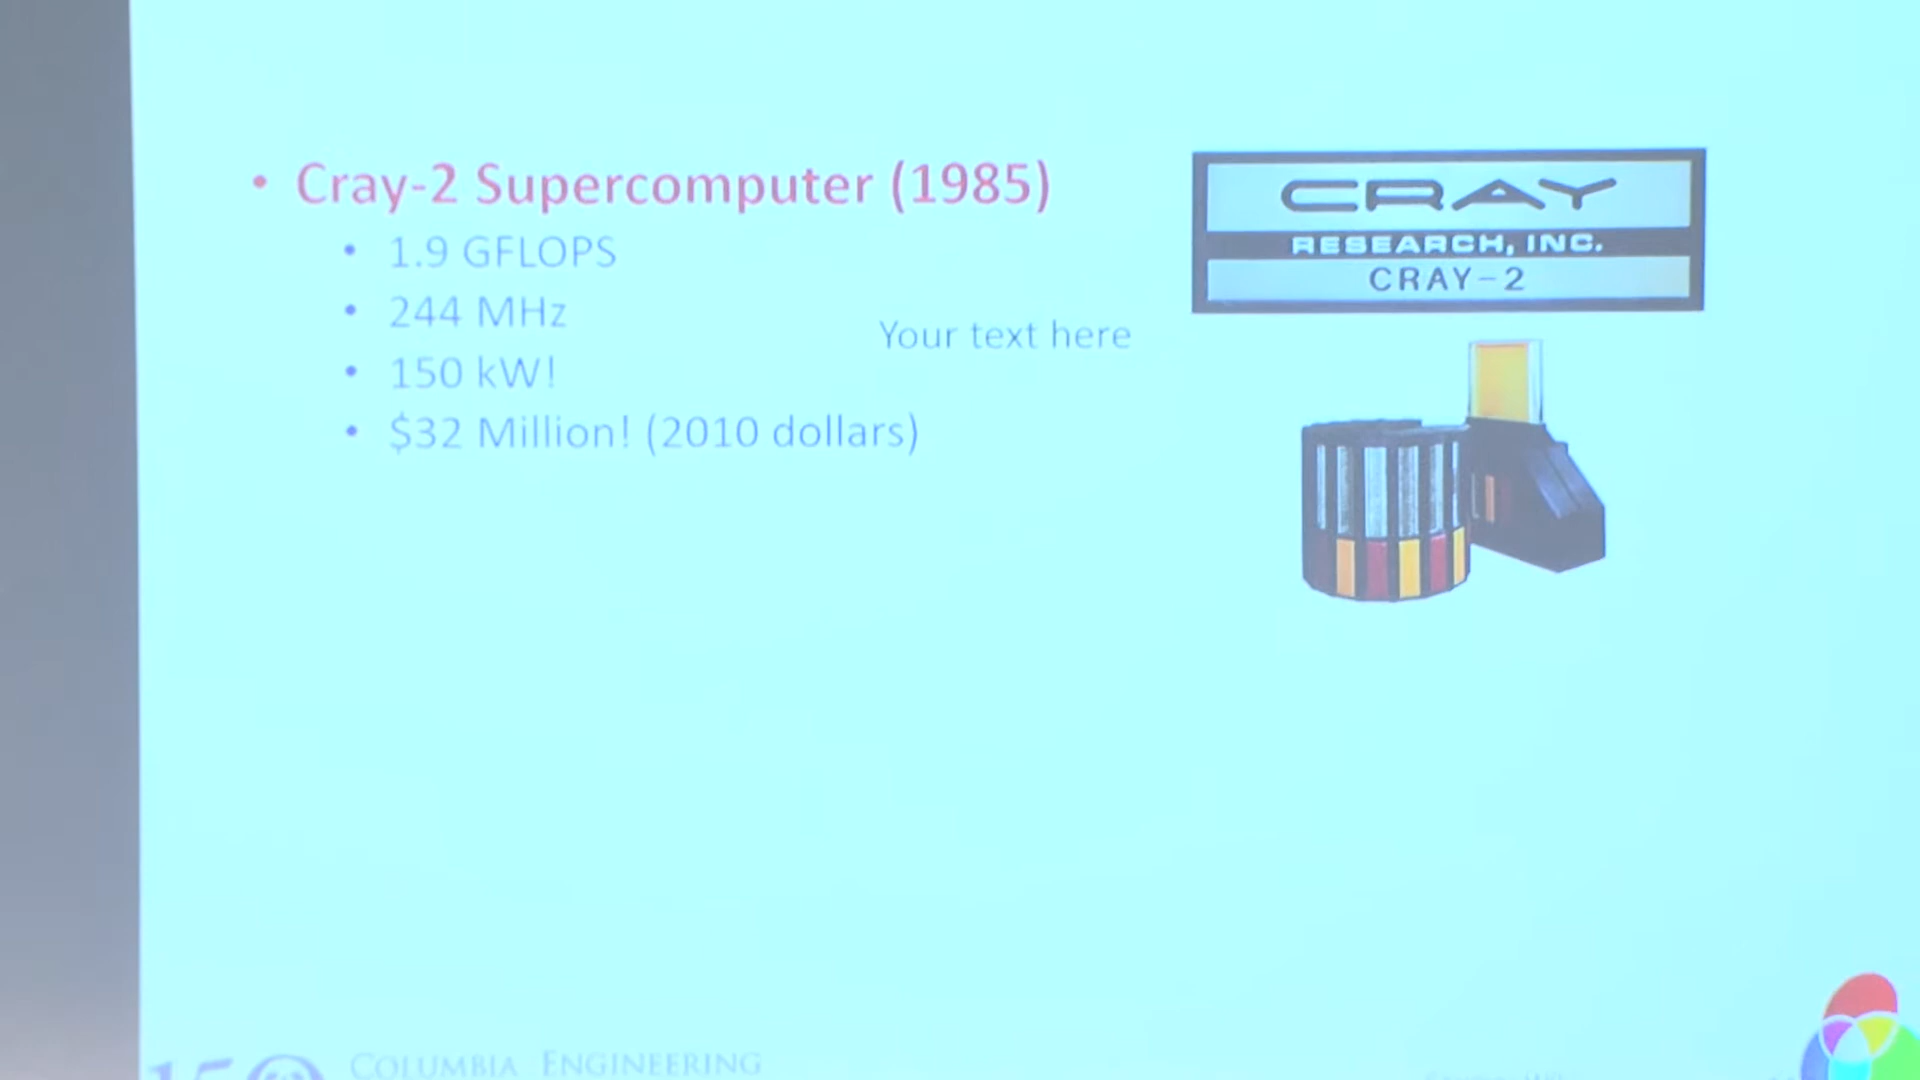 • Cray-2 Supercomputer (1985)
• 1.9 GFLOPS
• 244 MHz
Your text here
• 150 kW!
• $32 Million! (2010 dollars)
CRAY
RESEARCH, INC.
CRAY-2
150
COLUMBIA ENGINEERING